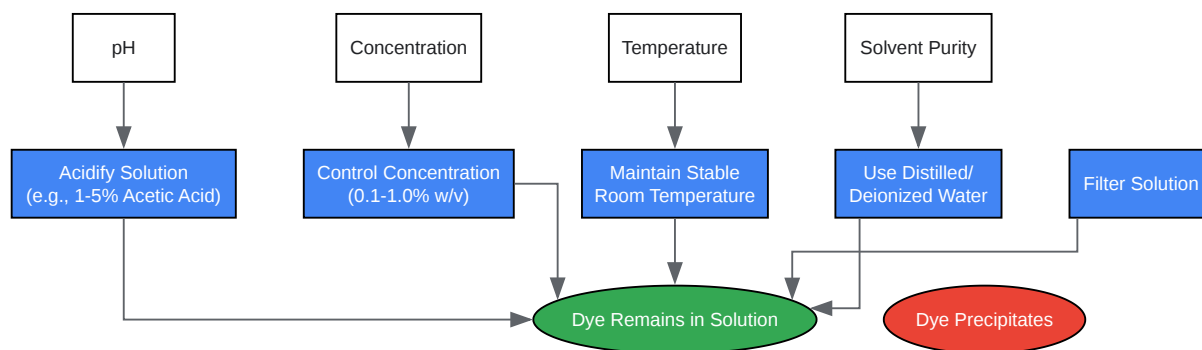 pH
Concentration
Temperature
Solvent Purity
Acidify Solution
(e.g., 1-5% Acetic Acid)
Control Concentration
(0.1-1.0% w/v)
Maintain Stable
Room Temperature
Use Distilled/
Deionized Water
Filter Solution
Dye Remains in Solution
Dye Precipitates